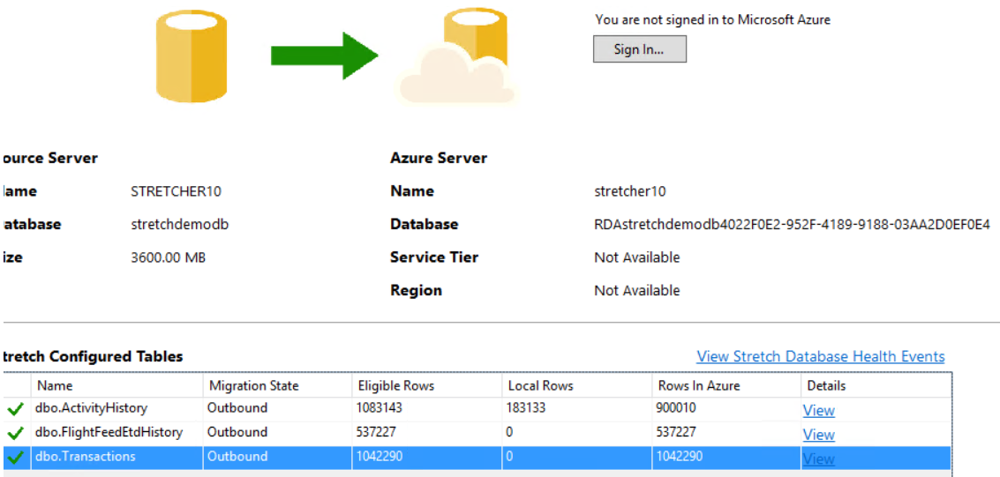 You are not signed in to Microsoft Azure
Sign In...
ource Server Azure Server
ame STRETCHER10 Name stretcher10
atabase stretchdemodb Database RDAstretchdemodb4022F0E2-952F-4189-9188-03AA2D0EF0E4
ize 3600.00 MB Service Tier Not Available
Region Not Available
tretch Configured Tables View Stretch Database Health Events
Name Migration State Eligible Rows Local Rows Rows In Azure Details
dbo.ActivityHistory Outbound 1083143 183133 900010 View
dbo.FlightFeedEtdHistory Outbound 537227 0 537227 View
dbo.Transactions Outbound 1042290 0 1042290 View